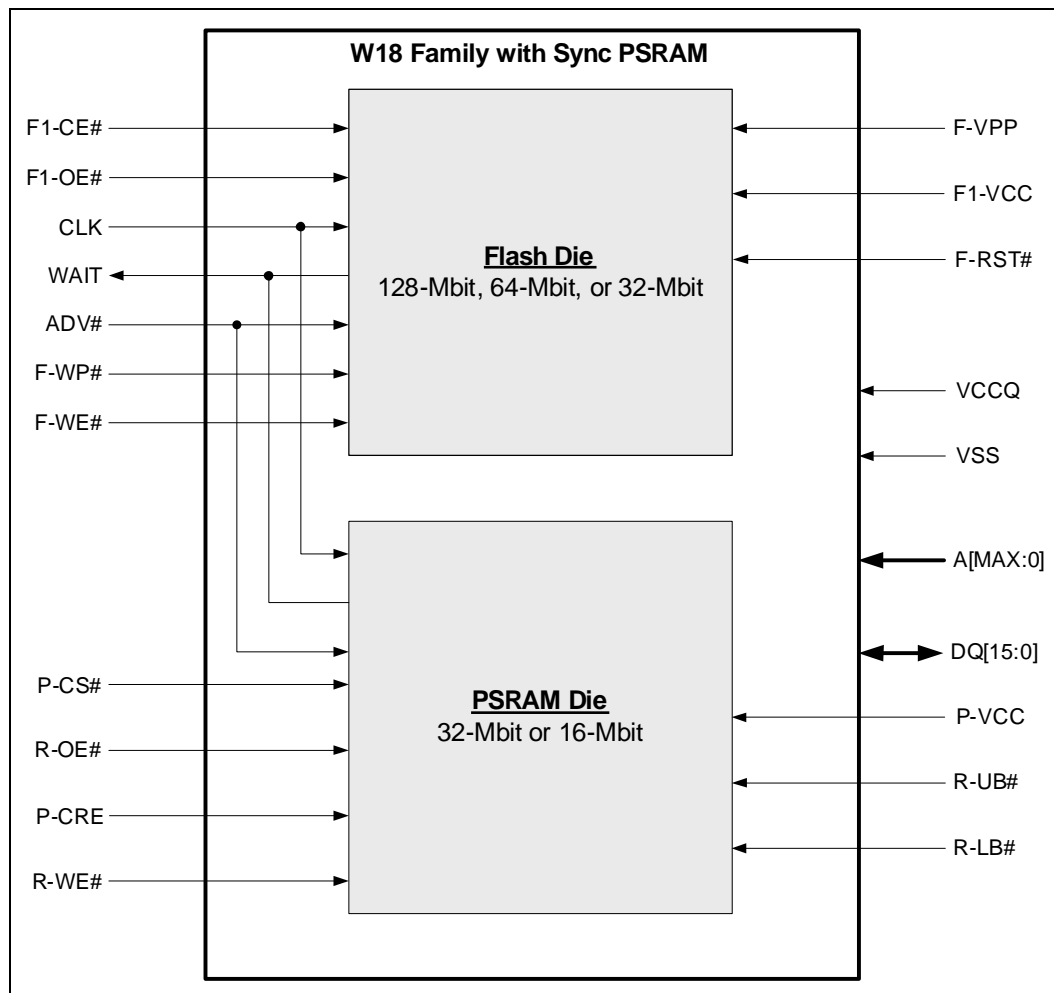 W18 Family with Sync PSRAM
F1-CE#
F1-OE#
CLK
WAIT
ADV#
F-WP#
F-WE#
Flash Die
128-Mbit, 64-Mbit, or 32-Mbit
F-VPP
F1-VCC
F-RST#
VCCQ
VSS
A[MAX:0]
DQ[15:0]
P-CS#
R-OE#
P-CRE
R-WE#
PSRAM Die
32-Mbit or 16-Mbit
P-VCC
R-UB#
R-LB#